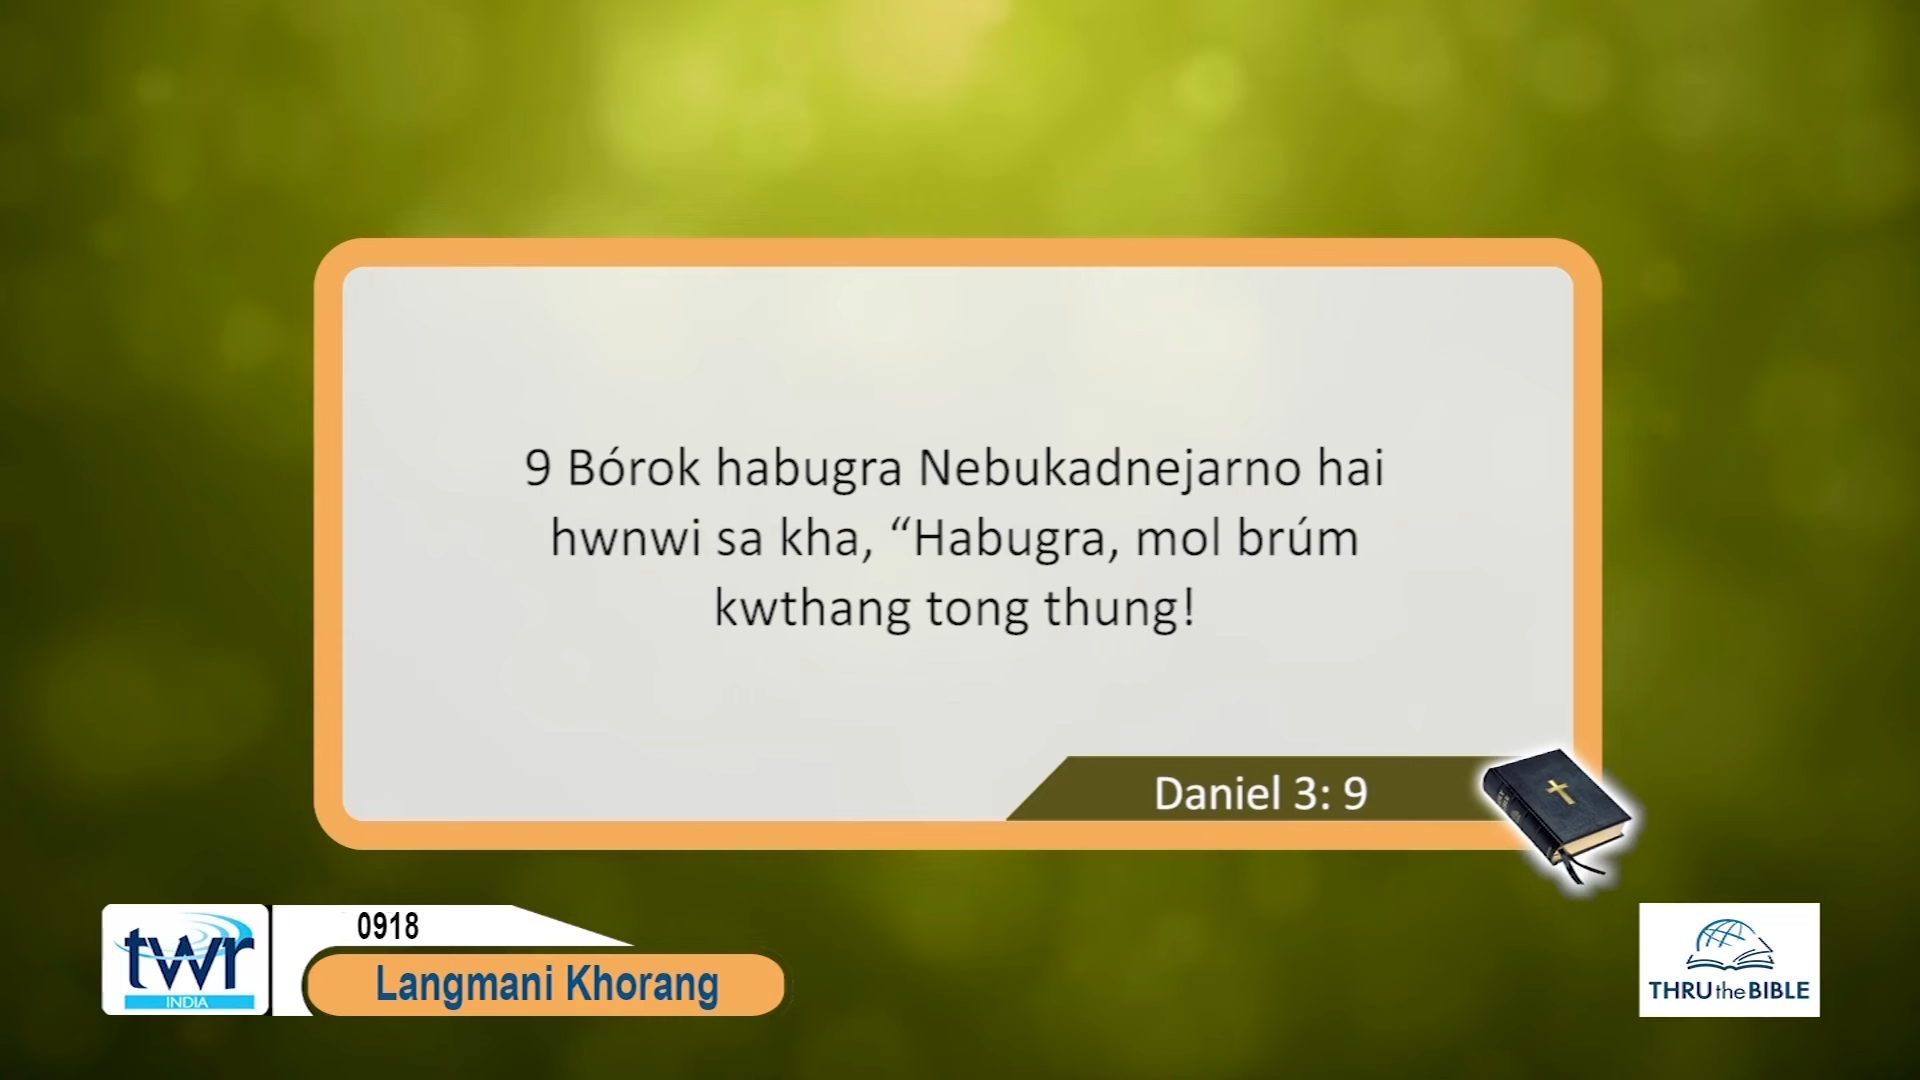 9 Bórok habugra Nebukadnejarno hai
hwnwi sa kha, “Habugra, mol brúm
kwthang tong thung!
Daniel 3: 9
twr
INDIA
0918
Langmani Khorang
THRU the BIBLE